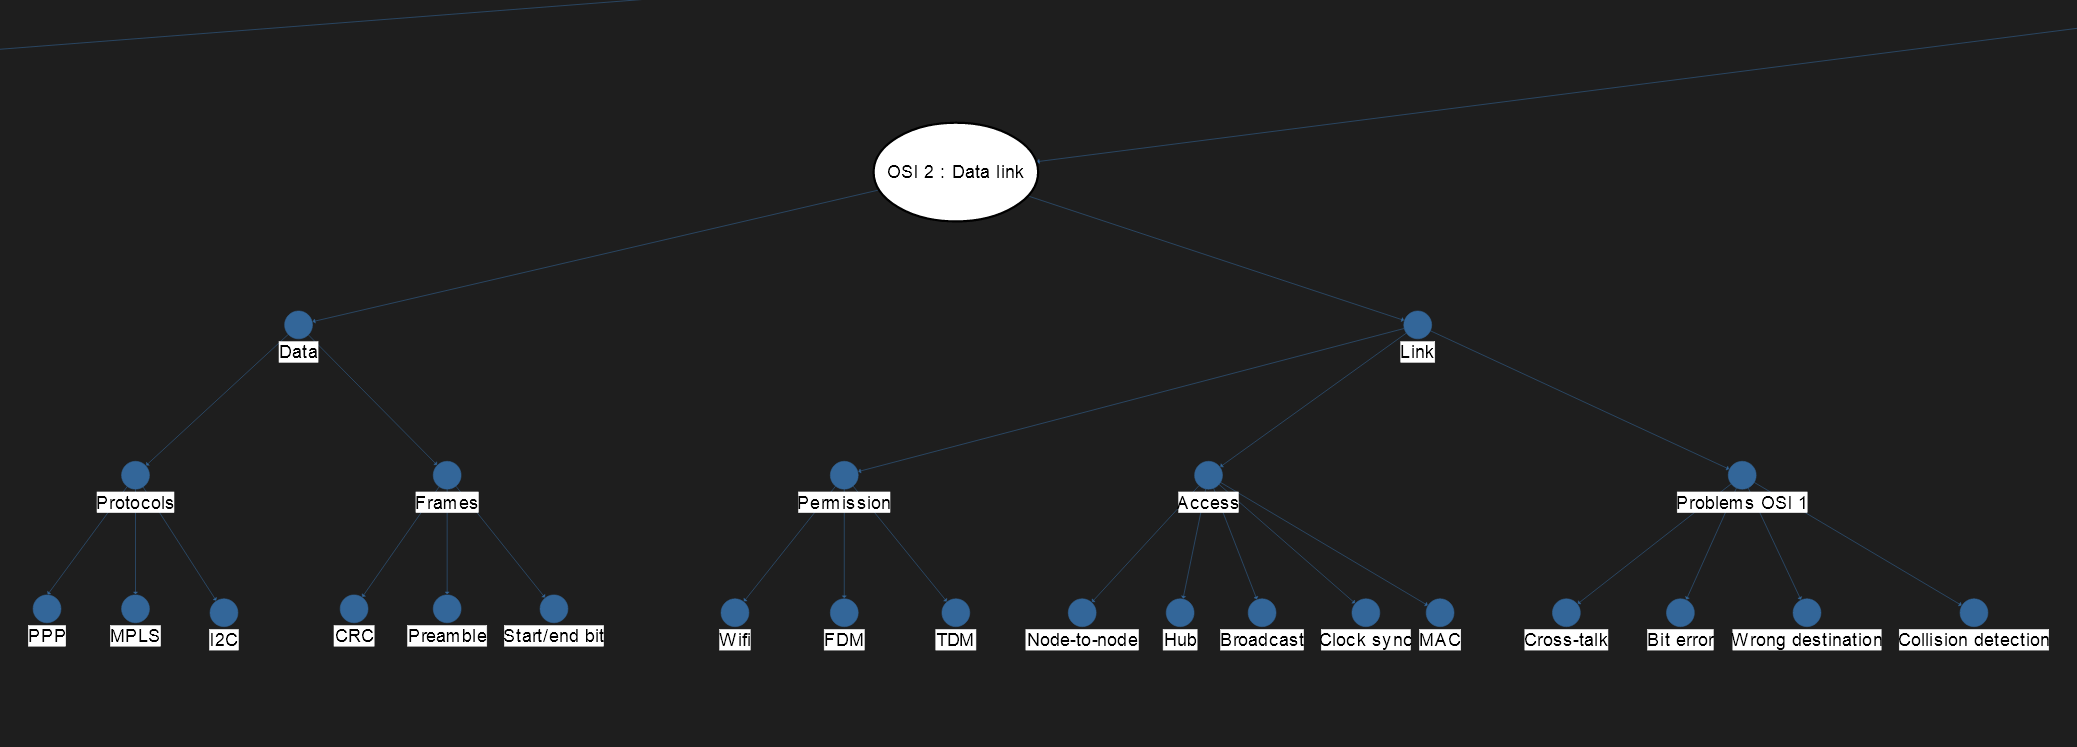 OSI 2 : Data link
Data
Link
Protocols
Frames
Permission
Access
Problems OSI 1
PPP
MPLS
I2C
CRC
Preamble
Start/end bit
Wifi
FDM
TDM
Node-to-node
Hub
Broadcast
Clock sync
MAC
Cross-talk
Bit error
Wrong destination
Collision detection